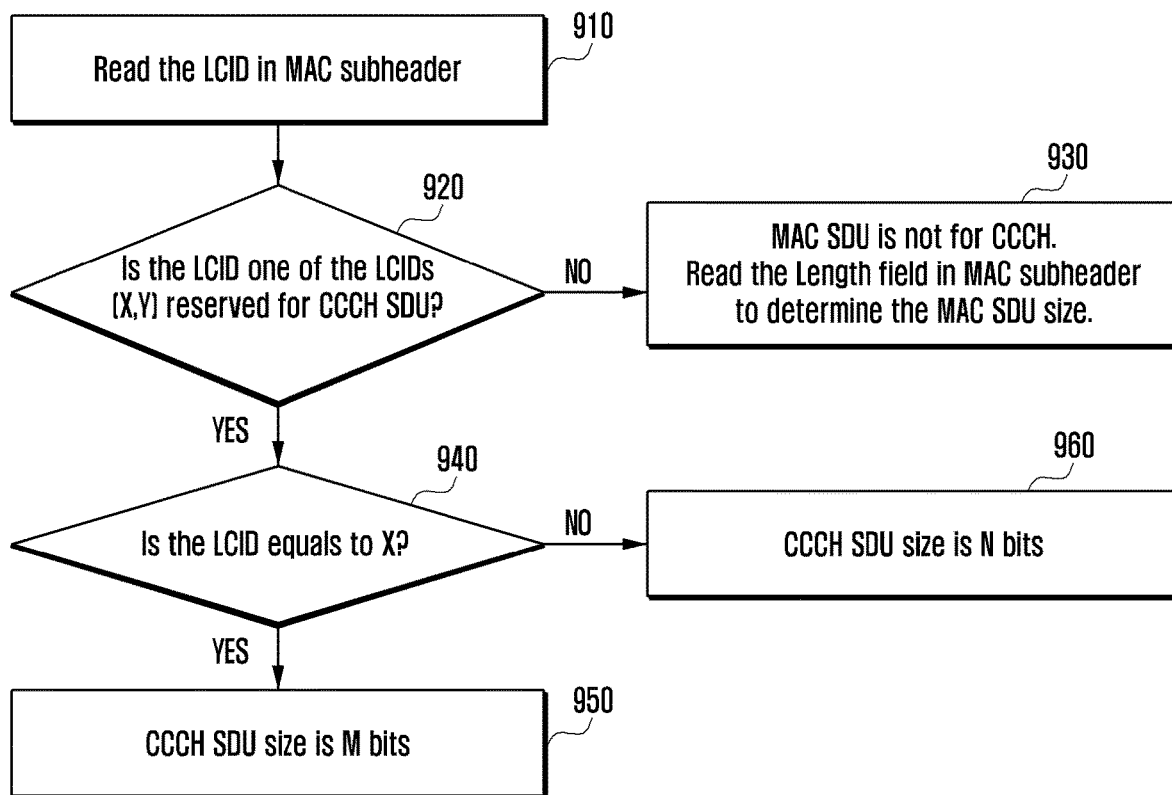 910
Read the LCID in MAC subheader
920
Is the LCID one of the LCIDs
(X,Y) reserved for CCCH SDU?
NO
930
MAC SDU is not for CCCH.
Read the Length field in MAC subheader
to determine the MAC SDU size.
YES
940
Is the LCID equals to X?
NO
960
CCCH SDU size is N bits
YES
950
CCCH SDU size is M bits